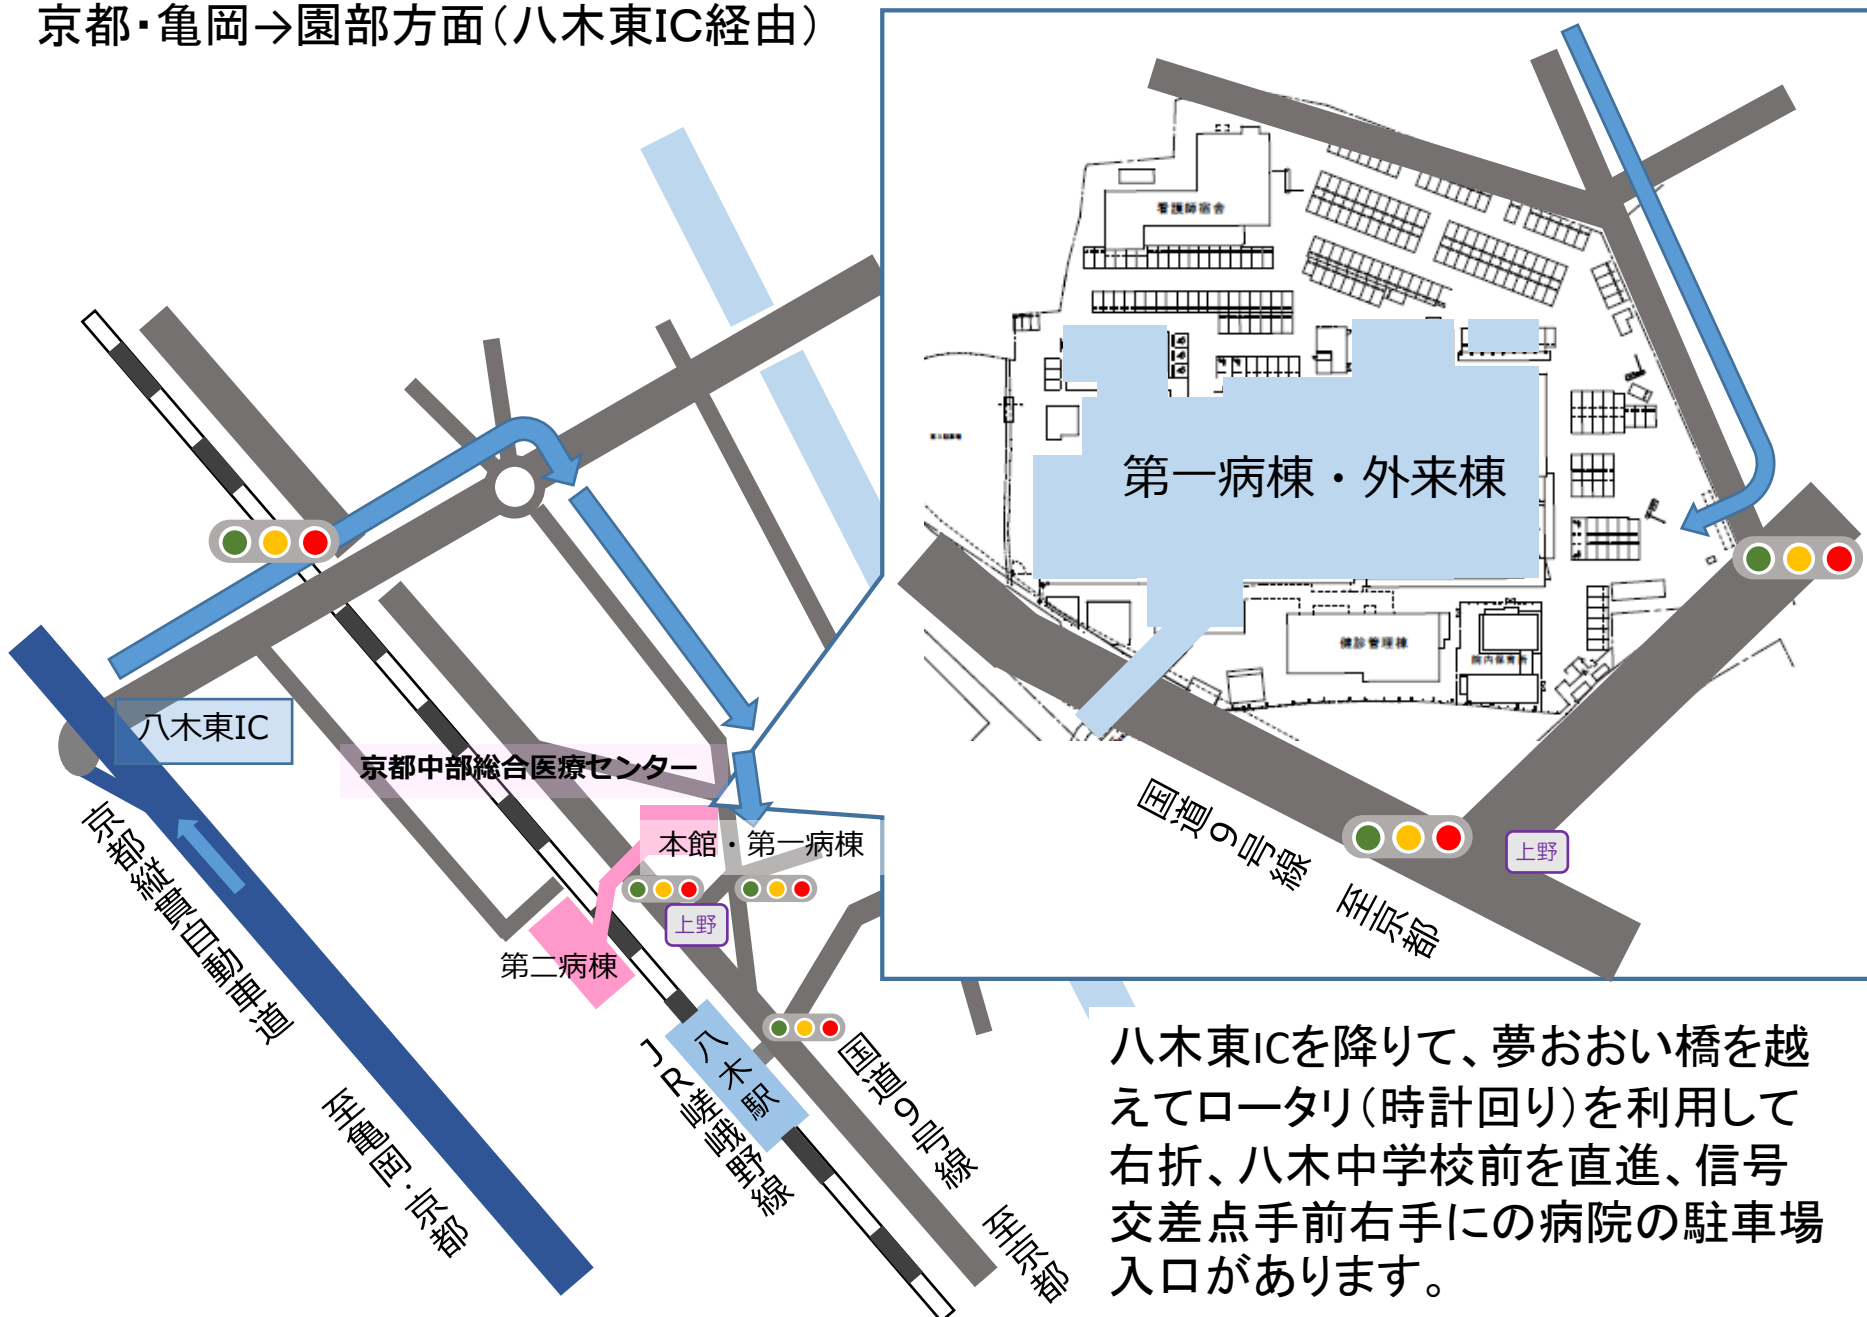 京都・亀岡→園部方面(八木東IC経由)
看護師宿舎
第一病棟・外来棟
健診管理棟
院内保育所
国道9号線 至京都
上野
八木東IC
京都中部総合医療センター
本館・第一病棟
上野
第二病棟
京都縦貫自動車道
至亀岡・京都
JR嵯峨野線
八木駅
国道9号線 至京都
八木東ICを降りて、夢おおい橋を越
えてロータリ(時計回り)を利用して
右折、八木中学校前を直進、信号
交差点手前右手にの病院の駐車場
入口があります。